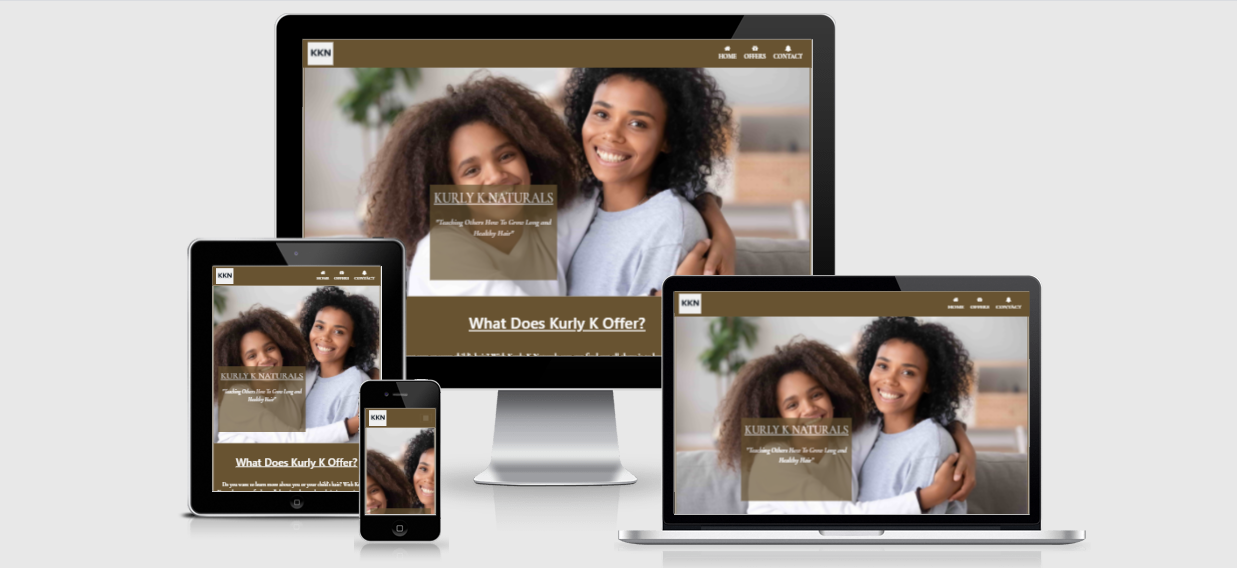 KKN
HOME OFFERS CONTACT
KURLY K NATURALS
"Teaching Others How To Grow Long and
Healthy Hair"
What Does Kurly K Offer?
KKN
HOME OFFERS CONTACT
KURLY K NATURALS
"Teaching Others How To Grow Long and
Healthy Hair"
What Does Kurly K Offer?
Do you want to learn more about you or your child's hair? With
KKN
KKN
HOME OFFERS CONTACT
KURLY K NATURALS
"Teaching Others How To Grow Long and
Healthy Hair"